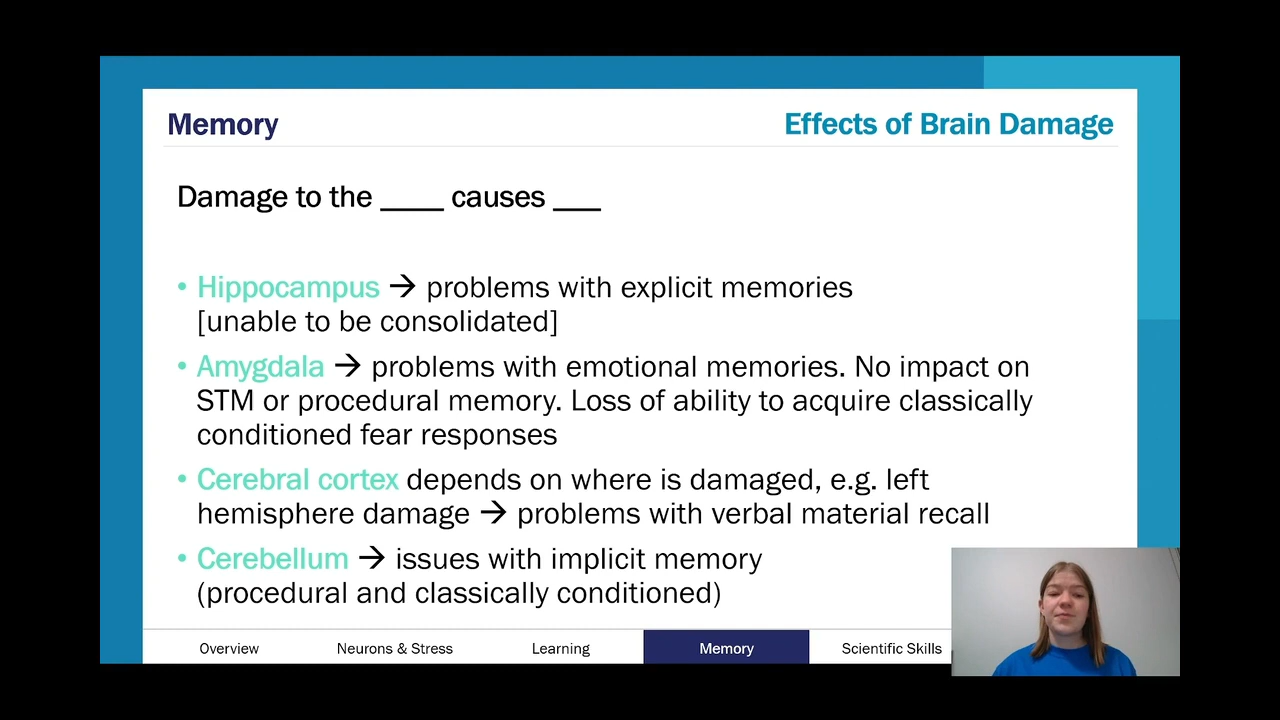 Memory
Effects of Brain Damage
Damage to the ____ causes ___
• Hippocampus → problems with explicit memories
[unable to be consolidated]
• Amygdala → problems with emotional memories. No impact on
STM or procedural memory. Loss of ability to acquire classically
conditioned fear responses
• Cerebral cortex depends on where is damaged, e.g. left
hemisphere damage → problems with verbal material recall
• Cerebellum → issues with implicit memory
(procedural and classically conditioned)
Overview
Neurons & Stress
Learning
Memory
Scientific Skills